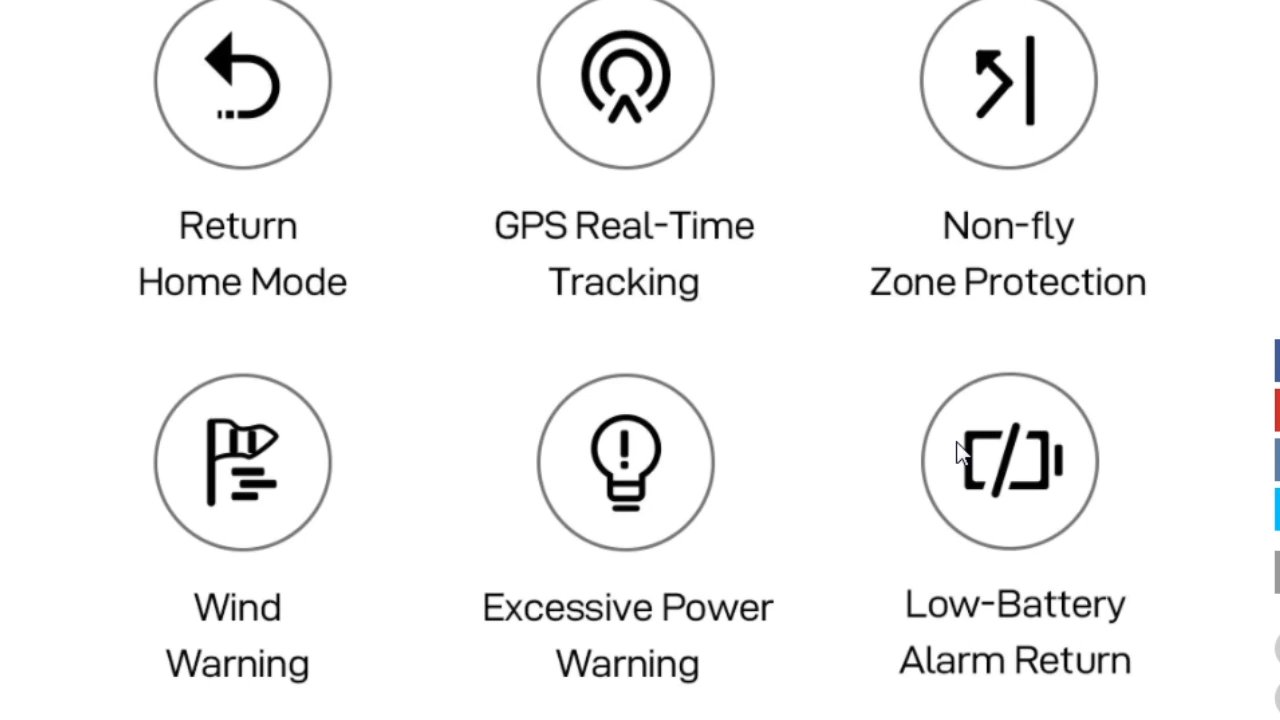 Return
Home Mode
GPS Real-Time
Tracking
Non-fly
Zone Protection
Wind
Warning
Excessive Power
Warning
Low-Battery
Alarm Return